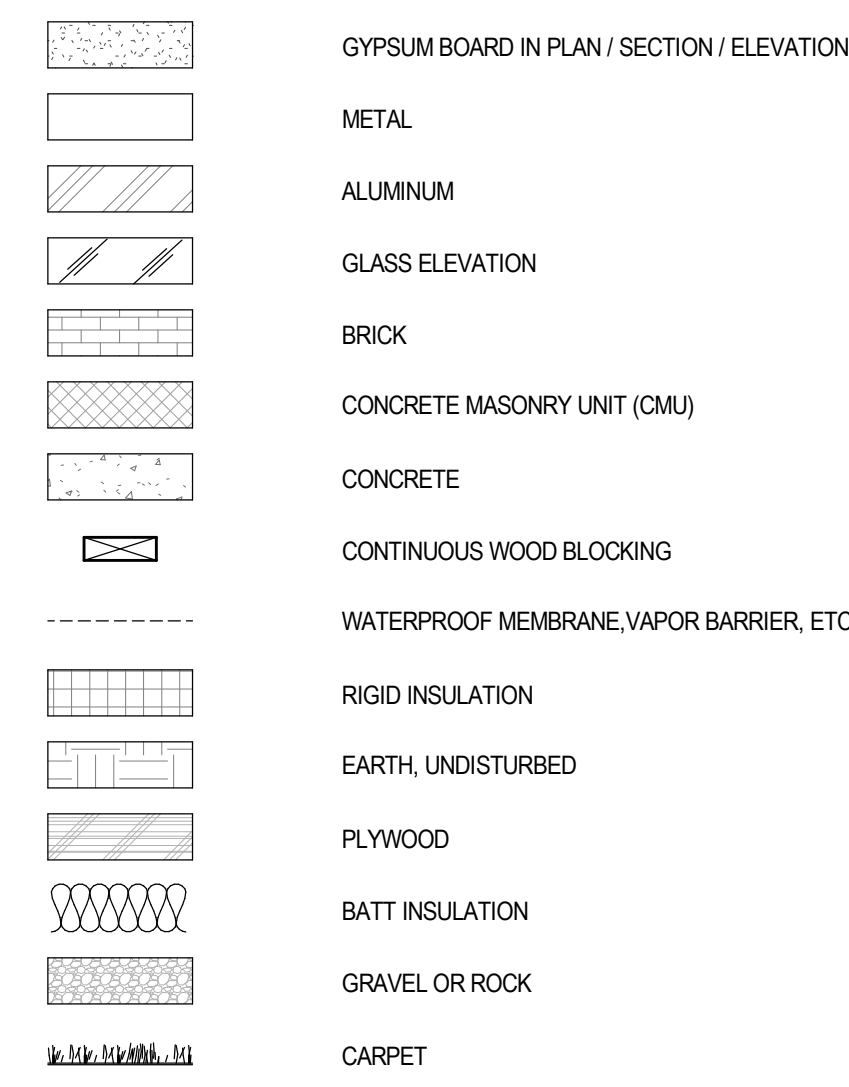 GYPSUM BOARD IN PLAN / SECTION / ELEVATION
METAL
ALUMINUM
GLASS ELEVATION
BRICK
CONCRETE MASONRY UNIT (CMU)
CONCRETE
CONTINUOUS WOOD BLOCKING
WATERPROOF MEMBRANE,VAPOR BARRIER, ETC
RIGID INSULATION
EARTH, UNDISTURBED
PLYWOOD
BATT INSULATION
GRAVEL OR ROCK
CARPET